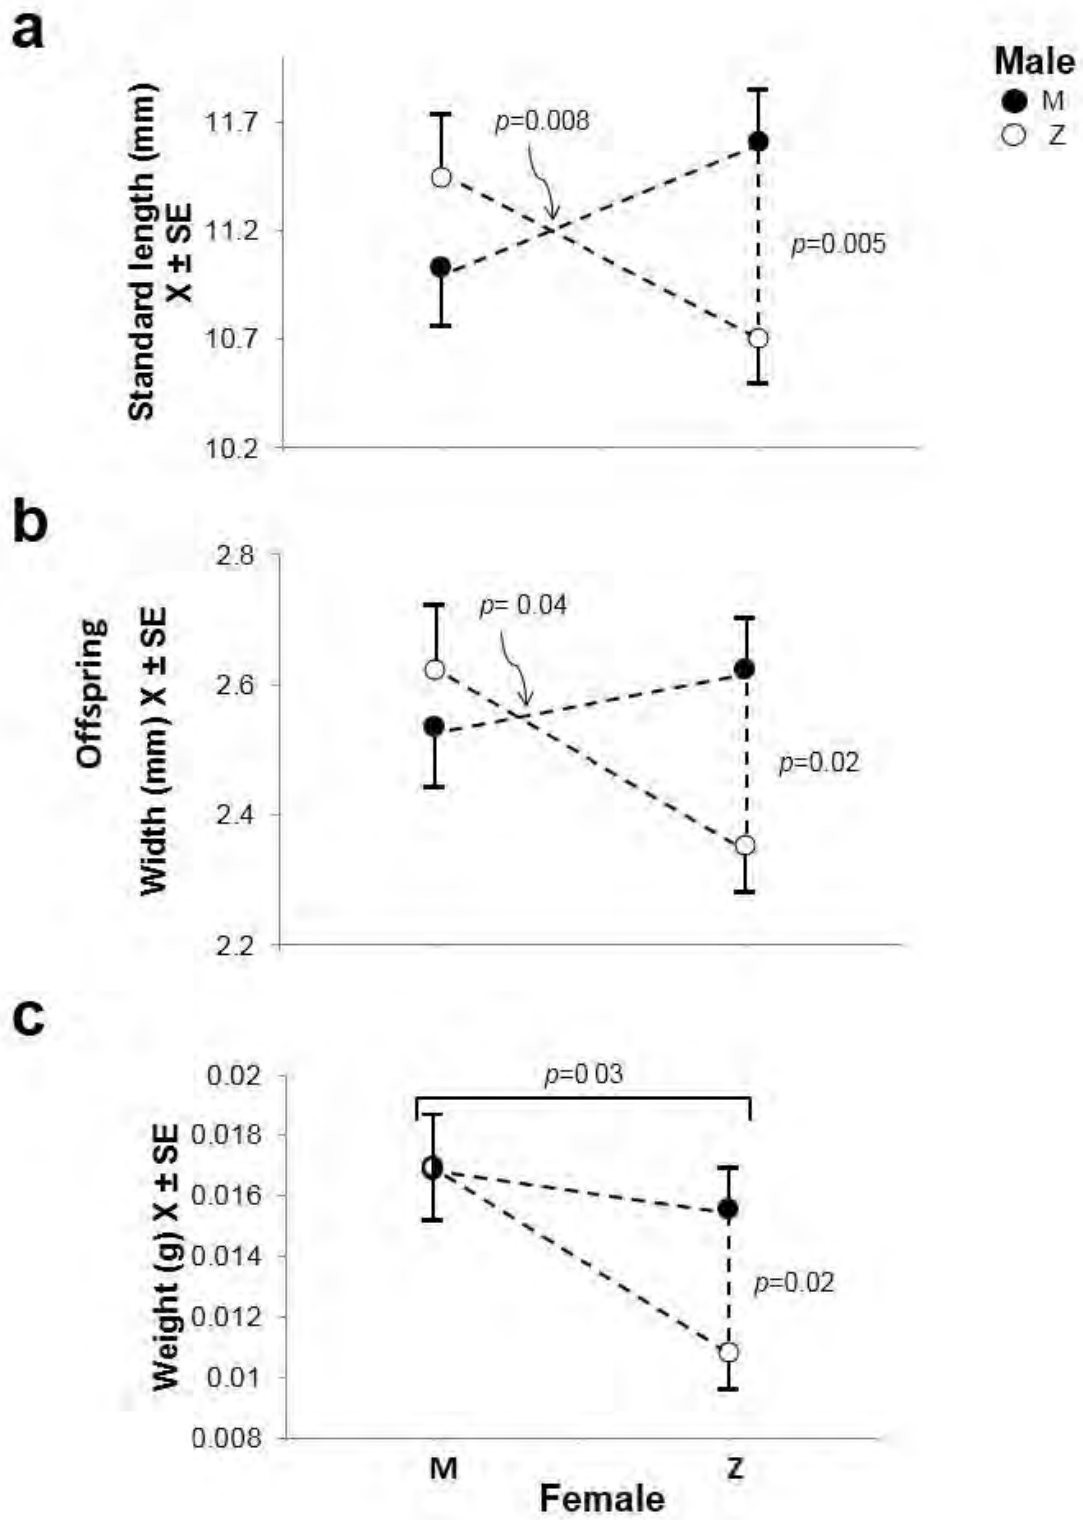 a
Male
M
Z
Standard length (mm)
X ± SE
11.7
11.2
10.7
10.2
p=0.008
p=0.005
b
Offspring
Width (mm) X ± SE
2.8
2.6
2.4
2.2
p= 0.04
p=0.02
c
Weight (g) X ± SE
0.02
0.018
0.016
0.014
0.012
0.01
0.008
p=0 03
p=0.02
M Z
Female